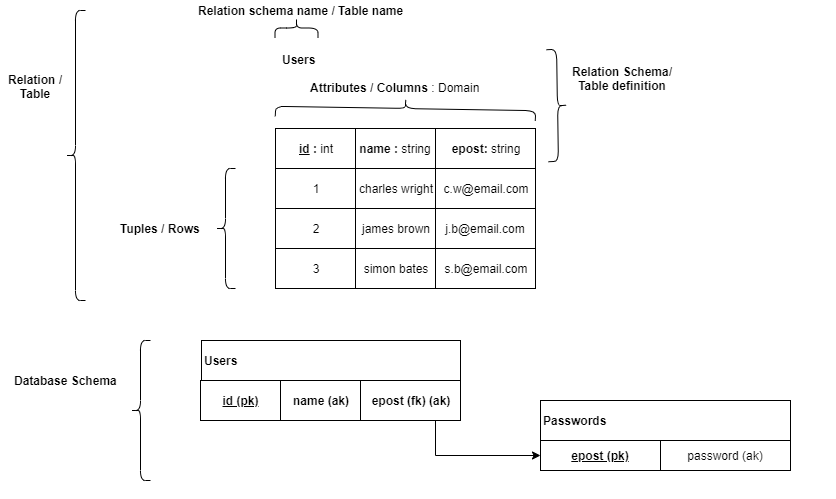 Relation schema name / Table name
Users
Relation /
Table
Relation Schema/
Table definition
Attributes / Columns : Domain
id : int name : string epost: string
1 charles wright c.w@email.com
Tuples / Rows
2 james brown j.b@email.com
3 simon bates s.b@email.com
Database Schema
Users
id (pk) name (ak) epost (fk) (ak)
Passwords
epost (pk) password (ak)